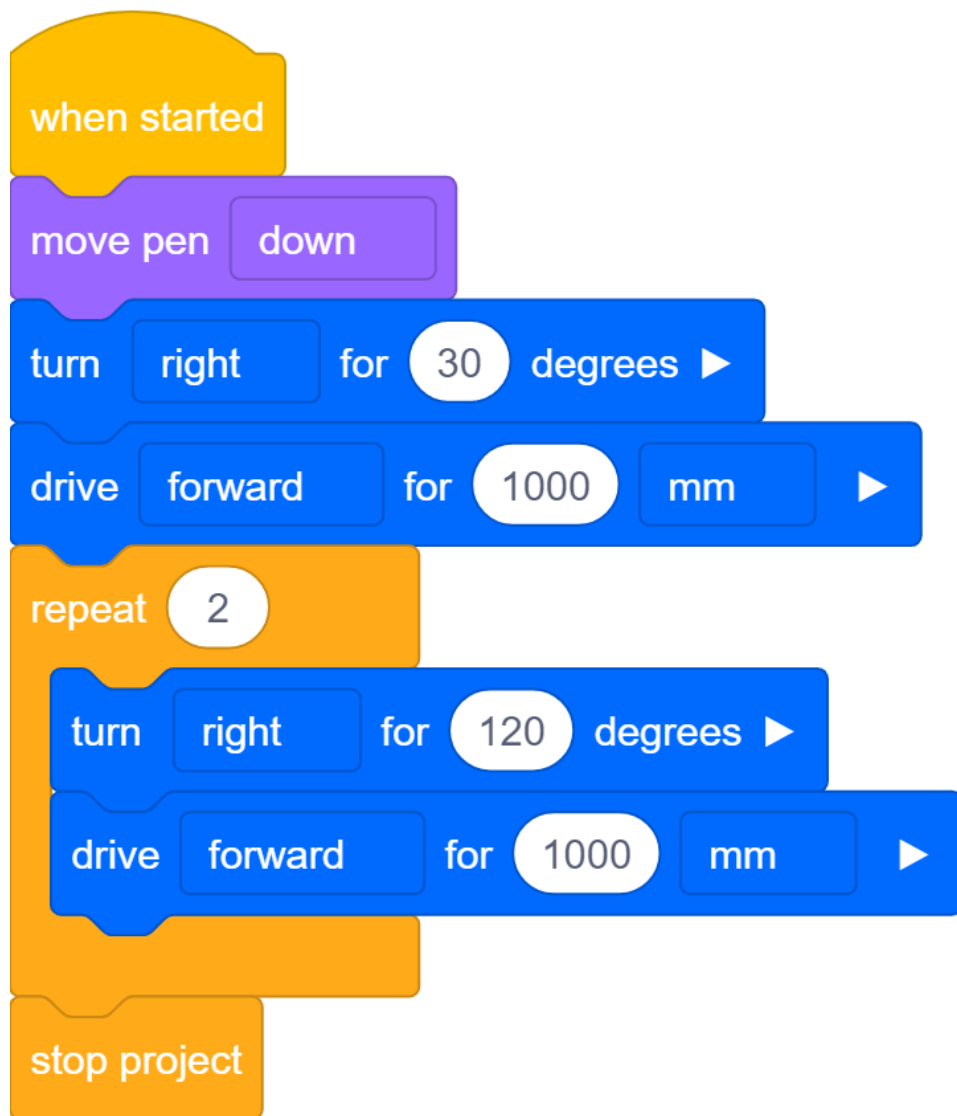 when started
move pen down
turn right for 30 degrees
drive forward for 1000 mm
repeat 2
turn right for 120 degrees
drive forward for 1000 mm
stop project